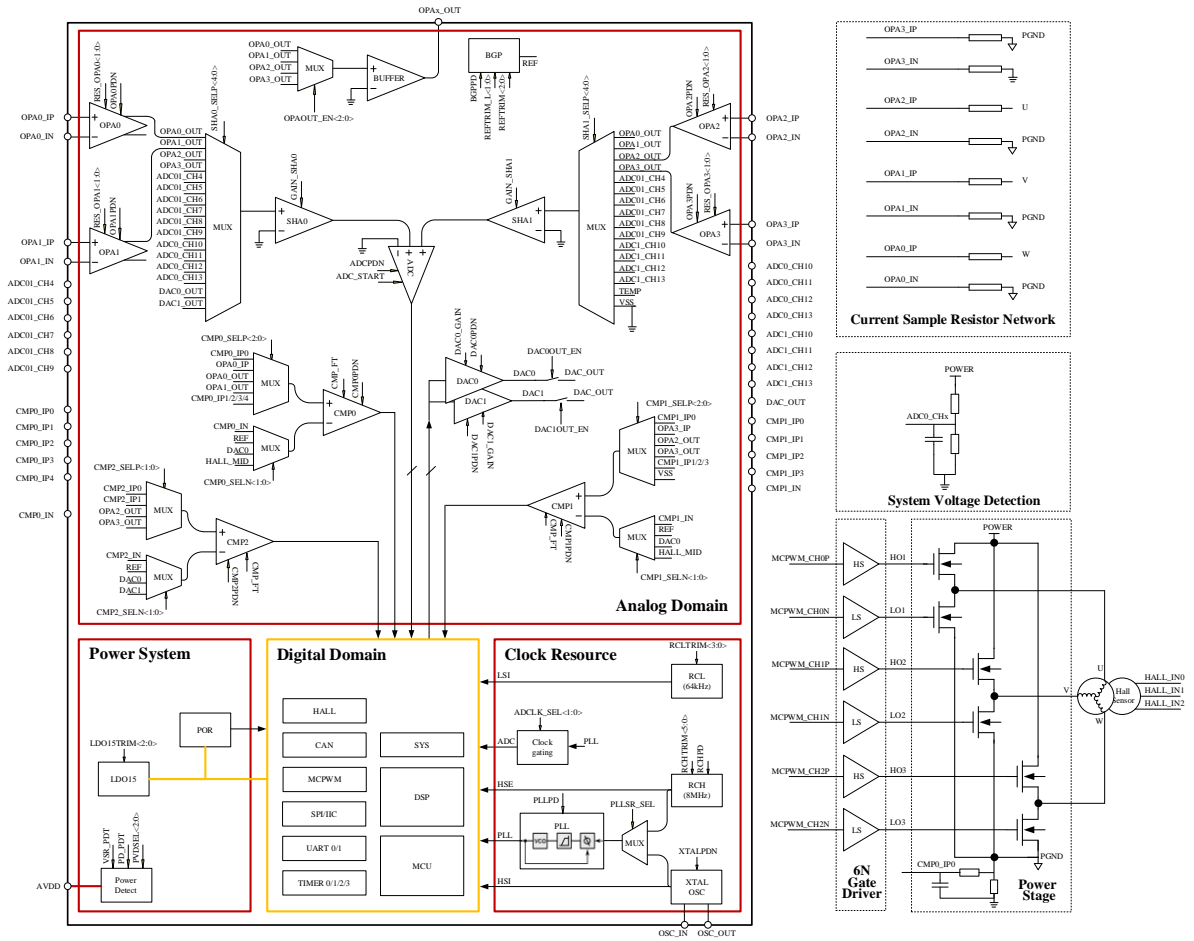 OPAx_OUT
OPA0_OUT
OPA1_OUT
OPA2_OUT
OPA3_OUT
MUX
BUFFER
OPAOUT_EN<2:0>
BGP
REF
BGPPD
REFTRIM_L<1:0>
REFTRIM<2:0>
RES_OPA0<1:0>
OPA0PDN
OPA0_IP
OPA0_IN
OPA0
RES_OPA1<1:0>
OPA1PDN
OPA1_IP
OPA1_IN
OPA1
SHA0_SELP<4:0>
OPA0_OUT
OPA1_OUT
OPA2_OUT
OPA3_OUT
ADC01_CH4
ADC01_CH5
ADC01_CH6
ADC01_CH7
ADC01_CH8
ADC01_CH9
ADC0_CH10
ADC0_CH11
ADC0_CH12
ADC0_CH13
DAC0_OUT
DAC1_OUT
MUX
GAIN_SHA0
SHA0
GAIN_SHA1
SHA1
ADC
ADCPDN
ADC_START
SHA1_SELP<4:0>
MUX
OPA0_OUT
OPA1_OUT
OPA2_OUT
OPA3_OUT
ADC01_CH4
ADC01_CH5
ADC01_CH6
ADC01_CH7
ADC01_CH8
ADC01_CH9
ADC1_CH10
ADC1_CH11
ADC1_CH12
ADC1_CH13
TEMP
VSS
OPA2PDN
RES_OPA2<1:0>
OPA2
OPA2_IP
OPA2_IN
OPA3PDN
RES_OPA3<1:0>
OPA3
OPA3_IP
OPA3_IN
ADC01_CH4
ADC01_CH5
ADC01_CH6
ADC01_CH7
ADC01_CH8
ADC01_CH9
CMP0_IP0
CMP0_IP1
CMP0_IP2
CMP0_IP3
CMP0_IP4
CMP0_IN
ADC0_CH10
ADC0_CH11
ADC0_CH12
ADC0_CH13
ADC1_CH10
ADC1_CH11
ADC1_CH12
ADC1_CH13
DAC_OUT
CMP1_IP0
CMP1_IP1
CMP1_IP2
CMP1_IP3
CMP1_IN
CMP0_SELP<2:0>
CMP0_IP0
OPA0_IP
OPA0_OUT
OPA1_OUT
CMP0_IP1/2/3/4
MUX
CMP_FT
CMP0PDN
CMP0
CMP0_IN
REF
DAC0
HALL_MID
MUX
CMP0_SELN<1:0>
DAC0_GAIN
DAC0PDN
DAC0
DAC1
DAC1PDN
DAC1_GAIN
DAC0OUT_EN
DAC0
DAC_OUT
DAC1
DAC_OUT
DAC1OUT_EN
CMP1_SELP<2:0>
MUX
CMP1_IP0
OPA3_IP
OPA2_OUT
OPA3_OUT
CMP1_IP1/2/3
VSS
CMP1
CMP_FT
CMP1PDN
MUX
CMP1_IN
REF
DAC0
HALL_MID
CMP1_SELN<1:0>
CMP2_SELP<1:0>
CMP2_IP0
CMP2_IP1
OPA2_OUT
OPA3_OUT
MUX
CMP2
CMP2PDN
CMP_FT
CMP2_IN
REF
DAC0
DAC1
MUX
CMP2_SELN<1:0>
Analog Domain
Power System
POR
LDO15TRIM<2:0>
LDO15
VSR_PDT
PD_PDT
PVDSEL<2:0>
Power
Detect
AVDD
Digital Domain
HALL
CAN
MCPWM
SPI/IIC
UART 0/1
TIMER 0/1/2/3
SYS
DSP
MCU
Clock Resource
RCLTRIM<3:0>
LSI
RCL
(64kHz)
ADCLK_SEL<1:0>
ADC
Clock
gating
PLL
RCHTRIM<5:0>
RCHPD
HSE
RCH
(8MHz)
PLLPD
PLLSR_SEL
PLL
PLL
VCO
MUX
XTALPDN
HSI
XTAL
OSC
OSC_IN
OSC_OUT
OPA3_IP
PGND
OPA3_IN
OPA2_IP
U
OPA2_IN
PGND
OPA1_IP
V
OPA1_IN
PGND
OPA0_IP
W
OPA0_IN
PGND
Current Sample Resistor Network
POWER
ADC0_CHx
System Voltage Detection
POWER
MCPWM_CH0P
HS
HO1
MCPWM_CH0N
LS
LO1
MCPWM_CH1P
HS
HO2
MCPWM_CH1N
LS
LO2
MCPWM_CH2P
HS
HO3
MCPWM_CH2N
LS
LO3
U
V
W
Hall
Sensor
HALL_IN0
HALL_IN1
HALL_IN2
PGND
CMP0_IP0
6N
Gate
Driver
Power
Stage